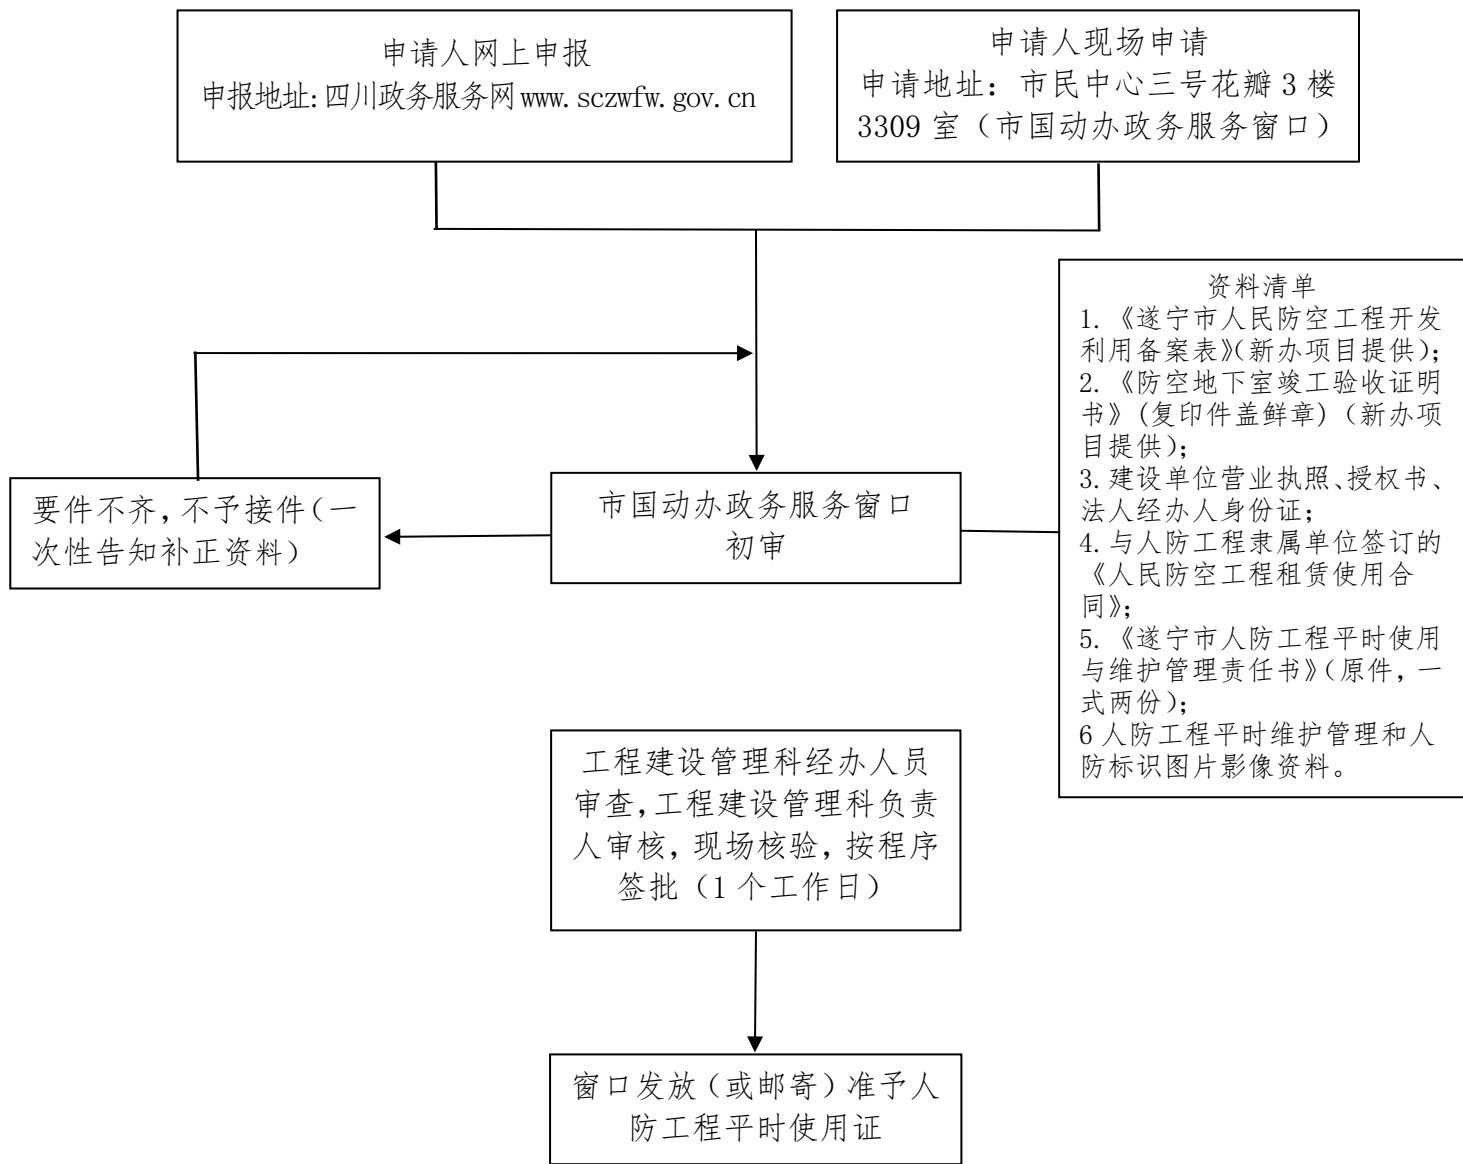 申请人网上申报
申报地址:四川政务服务网www.sczwfw.gov.cn
申请人现场申请
申请地址：市民中心三号花瓣3楼
3309室（市国动办政务服务窗口）
资料清单
1.《遂宁市人民防空工程开发
利用备案表》(新办项目提供);
2.《防空地下室竣工验收证明
书》(复印件盖鲜章)（新办项
目提供);
3.建设单位营业执照、授权书、
法人经办人身份证;
4.与人防工程隶属单位签订的
《人民防空工程租赁使用合
同》;
5.《遂宁市人防工程平时使用
与维护管理责任书》(原件,一
式两份);
6人防工程平时维护管理和人
防标识图片影像资料。
要件不齐,不予接件(一
次性告知补正资料)
市国动办政务服务窗口
初审
工程建设管理科经办人员
审查,工程建设管理科负责
人审核,现场核验,按程序
签批（1个工作日）
窗口发放(或邮寄)准予人
防工程平时使用证